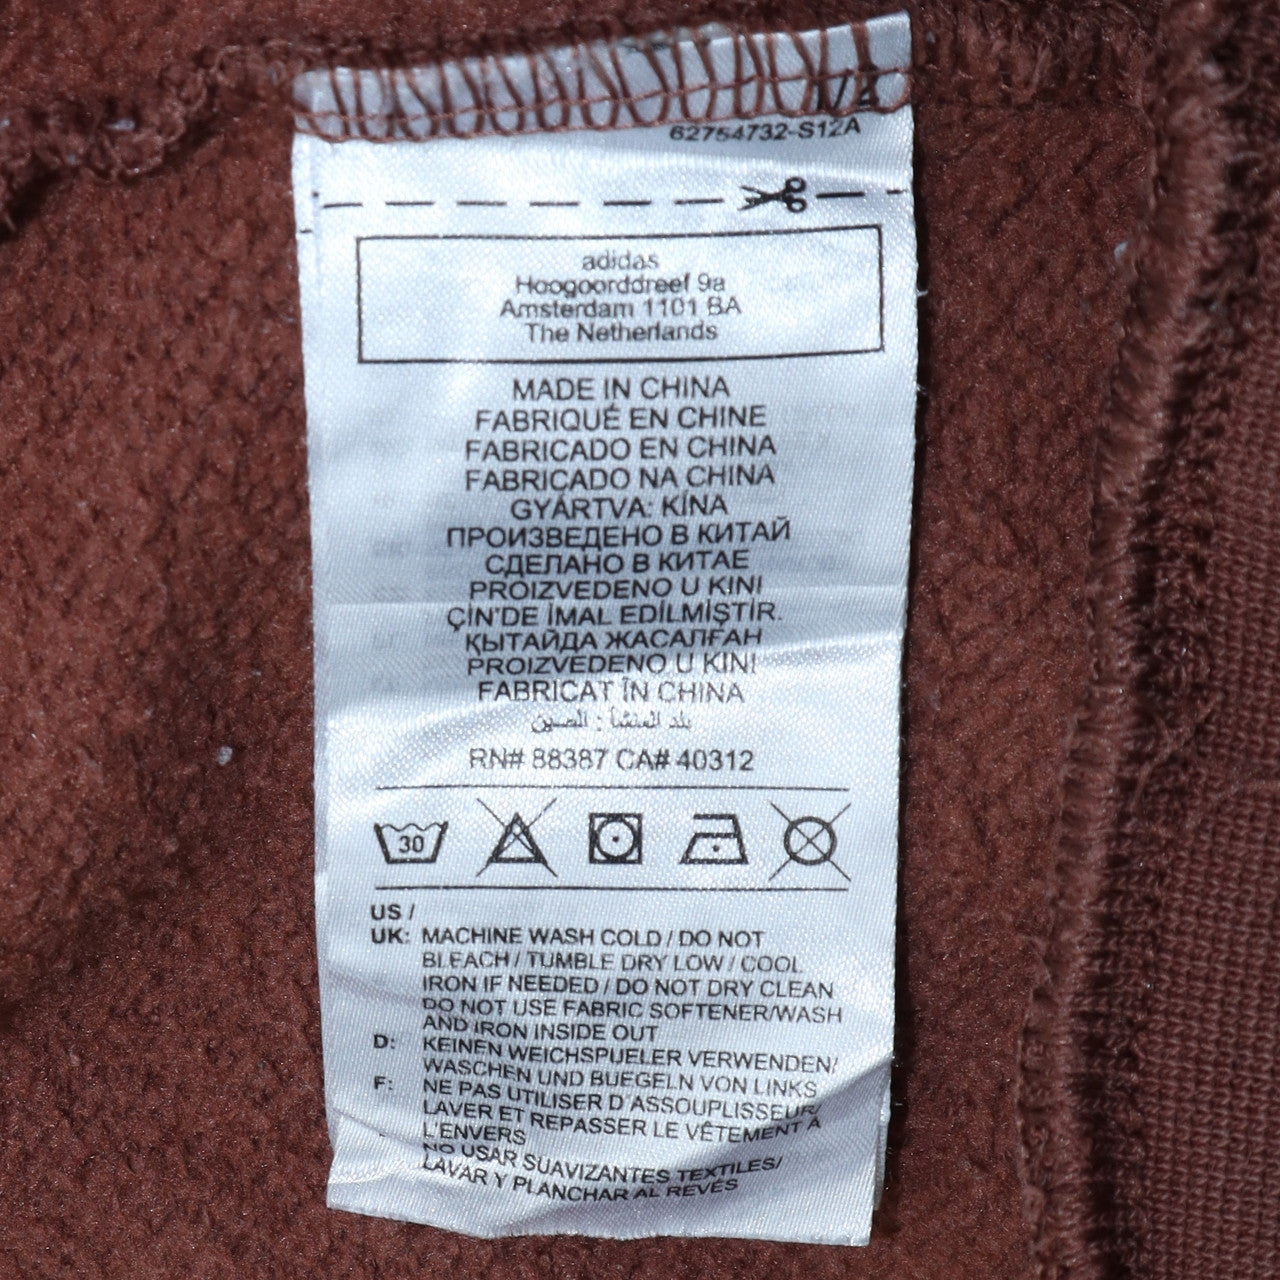 62754732-S12A
adidas
Hoogoorddreef 9a
Amsterdam 1101 BA
The Netherlands
MADE IN CHINA
FABRIQUÉ EN CHINE
FABRICADO EN CHINA
FABRICADO NA CHINA
GYÁRTVA: KÍNA
ПРОИЗВЕДЕНО В КИТАЙ
СДЕЛАНО В КИТАЕ
PROIZVEDENO U KINI
ÇİN'DE İMAL EDİLMİŞTİR.
ҚЫТАЙДА ЖАСАЛҒАН
PROIZVEDENO U KINI
FABRICAT ÎN CHINA
بلد المنشأ : الصين
RN# 88387 CA# 40312
30
US /
UK: MACHINE WASH COLD / DO NOT
BLEACH / TUMBLE DRY LOW / COOL
IRON IF NEEDED / DO NOT DRY CLEAN
DO NOT USE FABRIC SOFTENER/WASH
AND IRON INSIDE OUT
D: KEINEN WEICHSPUELER VERWENDEN/
WASCHEN UND BUEGELN VON LINKS
F: NE PAS UTILISER D'ASSOUPLISSEUR/
LAVER ET REPASSER LE VÊTEMENT À
L'ENVERS
NO USAR SUAVIZANTES TEXTILES/
LAVAR Y PLANCHAR AL REVÉS